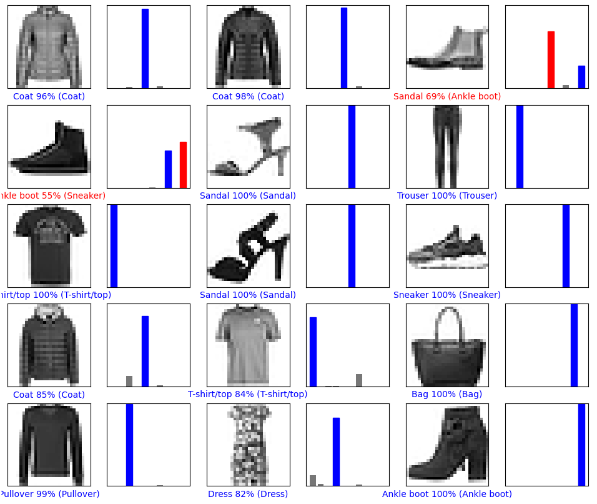 Coat 96% (Coat)
Coat 98% (Coat)
Sandal 69% (Ankle boot)
nkle boot 55% (Sneaker)
Sandal 100% (Sandal)
Trouser 100% (Trouser)
hirt/top 100% (T-shirt/top)
Sandal 100% (Sandal)
Sneaker 100% (Sneaker)
Coat 85% (Coat)
T-shirt/top 84% (T-shirt/top)
Bag 100% (Bag)
Pullover 99% (Pullover)
Dress 82% (Dress)
Ankle boot 100% (Ankle boot)